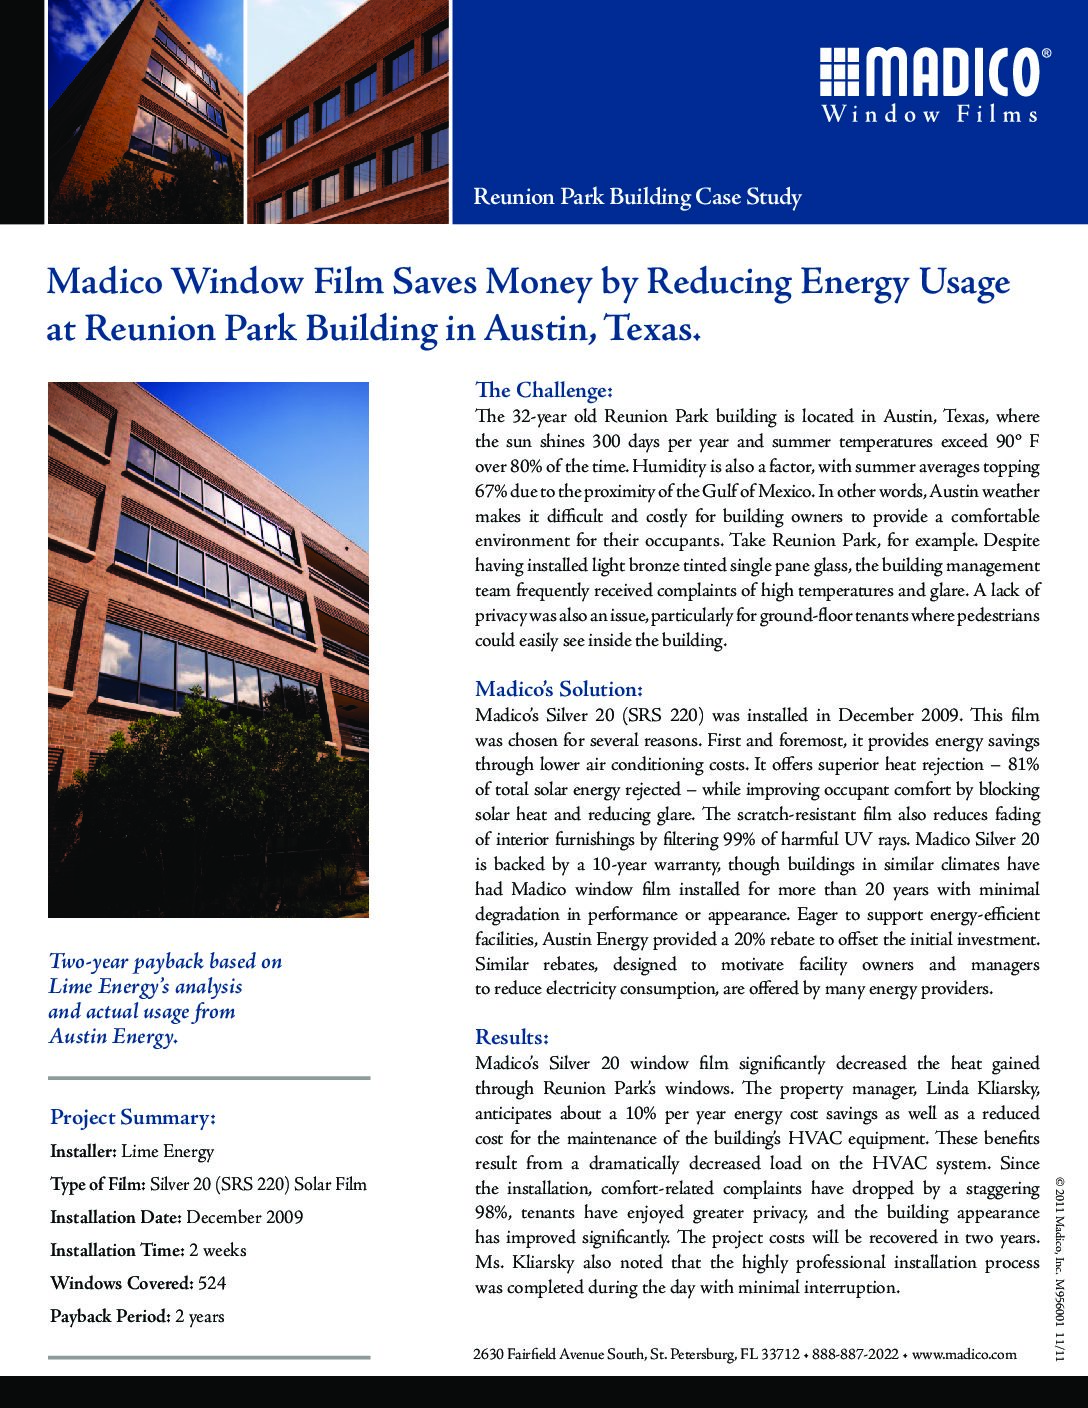 MADICO®
Window Films
Reunion Park Building Case Study
Madico Window Film Saves Money by Reducing Energy Usage
at Reunion Park Building in Austin, Texas.
The Challenge:
The 32-year old Reunion Park building is located in Austin, Texas, where
the sun shines 300 days per year and summer temperatures exceed 90° F
over 80% of the time. Humidity is also a factor, with summer averages topping
67% due to the proximity of the Gulf of Mexico. In other words, Austin weather
makes it difficult and costly for building owners to provide a comfortable
environment for their occupants. Take Reunion Park, for example. Despite
having installed light bronze tinted single pane glass, the building management
team frequently received complaints of high temperatures and glare. A lack of
privacy was also an issue, particularly for ground-floor tenants where pedestrians
could easily see inside the building.
Madico's Solution:
Madico's Silver 20 (SRS 220) was installed in December 2009. This film
was chosen for several reasons. First and foremost, it provides energy savings
through lower air conditioning costs. It offers superior heat rejection – 81%
of total solar energy rejected – while improving occupant comfort by blocking
solar heat and reducing glare. The scratch-resistant film also reduces fading
of interior furnishings by filtering 99% of harmful UV rays. Madico Silver 20
is backed by a 10-year warranty, though buildings in similar climates have
had Madico window film installed for more than 20 years with minimal
degradation in performance or appearance. Eager to support energy-efficient
facilities, Austin Energy provided a 20% rebate to offset the initial investment.
Similar rebates, designed to motivate facility owners and managers
to reduce electricity consumption, are offered by many energy providers.
Results:
Madico's Silver 20 window film significantly decreased the heat gained
through Reunion Park's windows. The property manager, Linda Kliarsky,
anticipates about a 10% per year energy cost savings as well as a reduced
cost for the maintenance of the building's HVAC equipment. These benefits
result from a dramatically decreased load on the HVAC system. Since
the installation, comfort-related complaints have dropped by a staggering
98%, tenants have enjoyed greater privacy, and the building appearance
has improved significantly. The project costs will be recovered in two years.
Ms. Kliarsky also noted that the highly professional installation process
was completed during the day with minimal interruption.
Two-year payback based on
Lime Energy's analysis
and actual usage from
Austin Energy.
Project Summary:
Installer: Lime Energy
Type of Film: Silver 20 (SRS 220) Solar Film
Installation Date: December 2009
Installation Time: 2 weeks
Windows Covered: 524
Payback Period: 2 years
2630 Fairfield Avenue South, St. Petersburg, FL 33712 • 888-887-2022 • www.madico.com
© 2011 Madico, Inc. M956001 11/11